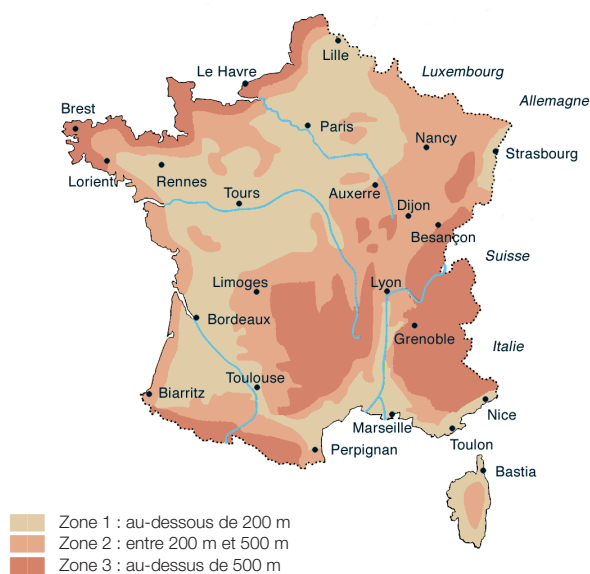 Lille
Luxembourg
Le Havre
Allemagne
Brest
Paris
Nancy
Strasbourg
Lorient
Rennes
Auxerre
Tours
Dijon
Besançon
Suisse
Limoges
Lyon
Bordeaux
Grenoble
Italie
Toulouse
Biarritz
Nice
Marseille
Toulon
Perpignan
Bastia
Zone 1 : au-dessous de 200 m
Zone 2 : entre 200 m et 500 m
Zone 3 : au-dessus de 500 m